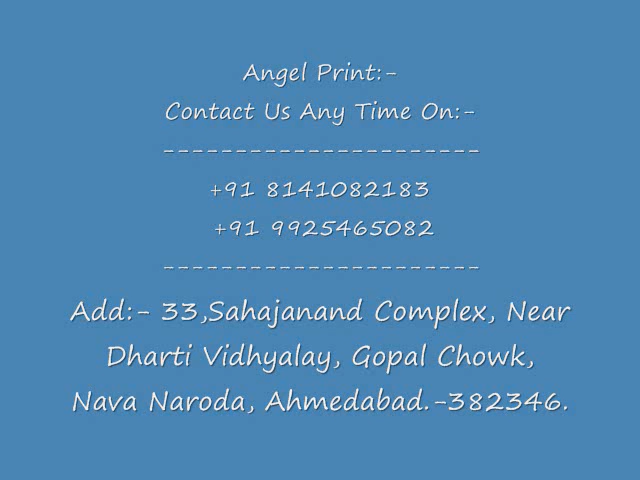 Angel Print:-
Contact Us Any Time On:-
----------------------
+91 8141082183
+91 9925465082
----------------------
Add:- 33,Sahajanand Complex, Near
Dharti Vidhyalay, Gopal Chowk,
Nava Naroda, Ahmedabad.-382346.